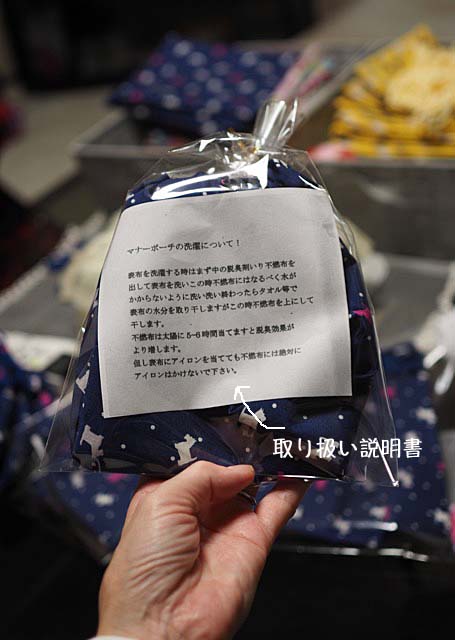 マナーポーチの洗濯について！
表布を洗濯する時はまず中の脱臭剤いり不燃布を
出して表布を洗いこの時不燃布にはなるべく水が
かからないように洗い洗い終わったらタオル等で
表布の水分を取り干しますがこの時不燃布を上にして
干します。
不燃布は太陽に5-6時間当てますと脱臭効果が
より増します。
但し表布にアイロンを当てても不燃布には絶対に
アイロンはかけないで下さい。
取り扱い説明書